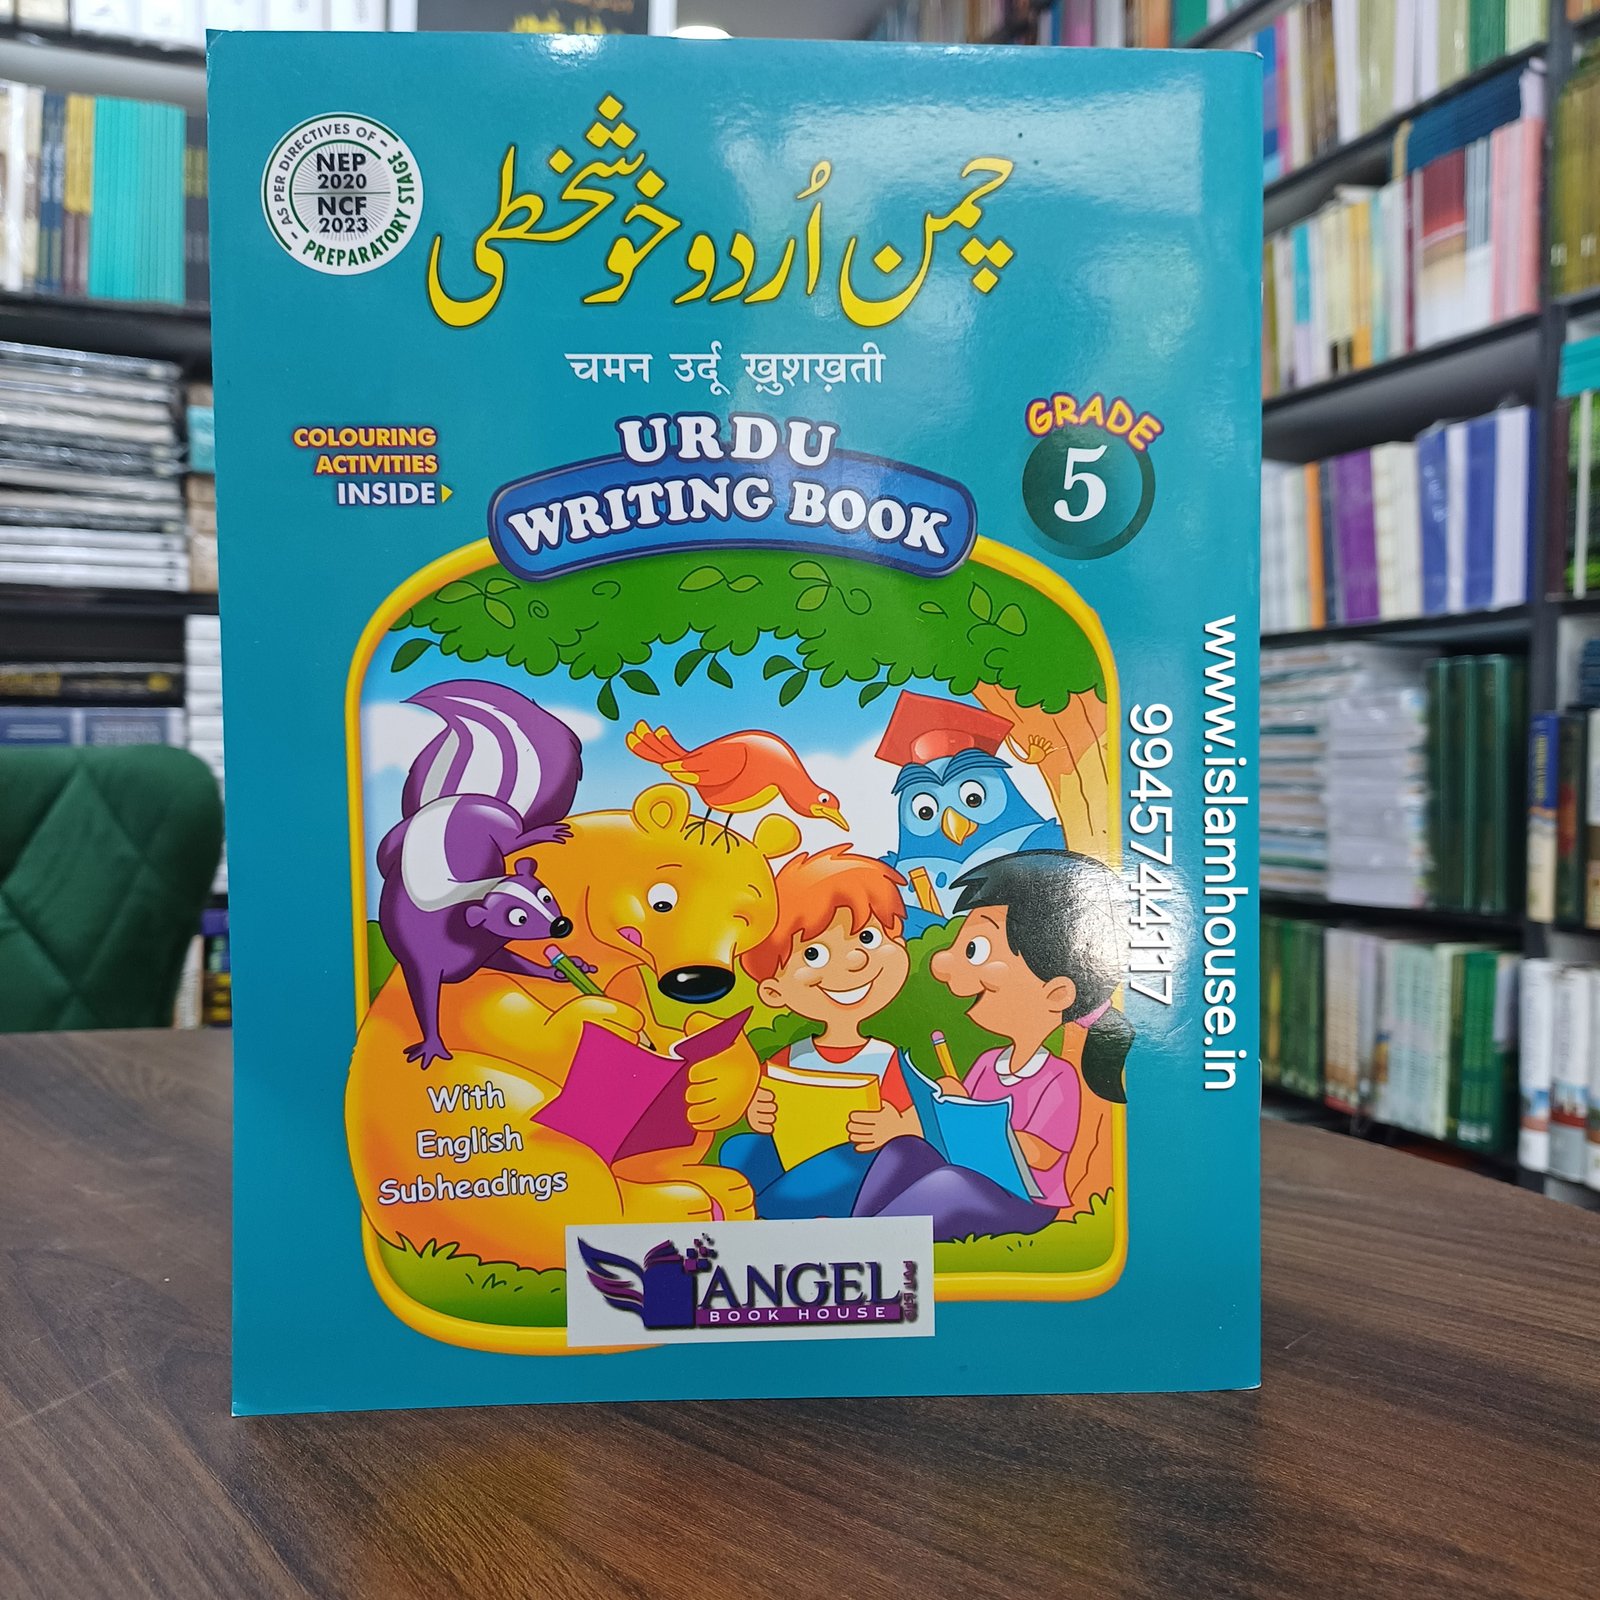 چمن اُردو خوشخطی
चमन उर्दू ख़ुशख़ती
AS PER DIRECTIVES OF
NEP
2020
NCF
2023
PREPARATORY STAGE
COLOURING
ACTIVITIES
INSIDE
URDU
WRITING BOOK
GRADE
5
With
English
Subheadings
ANGEL
BOOK HOUSE
www.islamhouse.in
9945744117